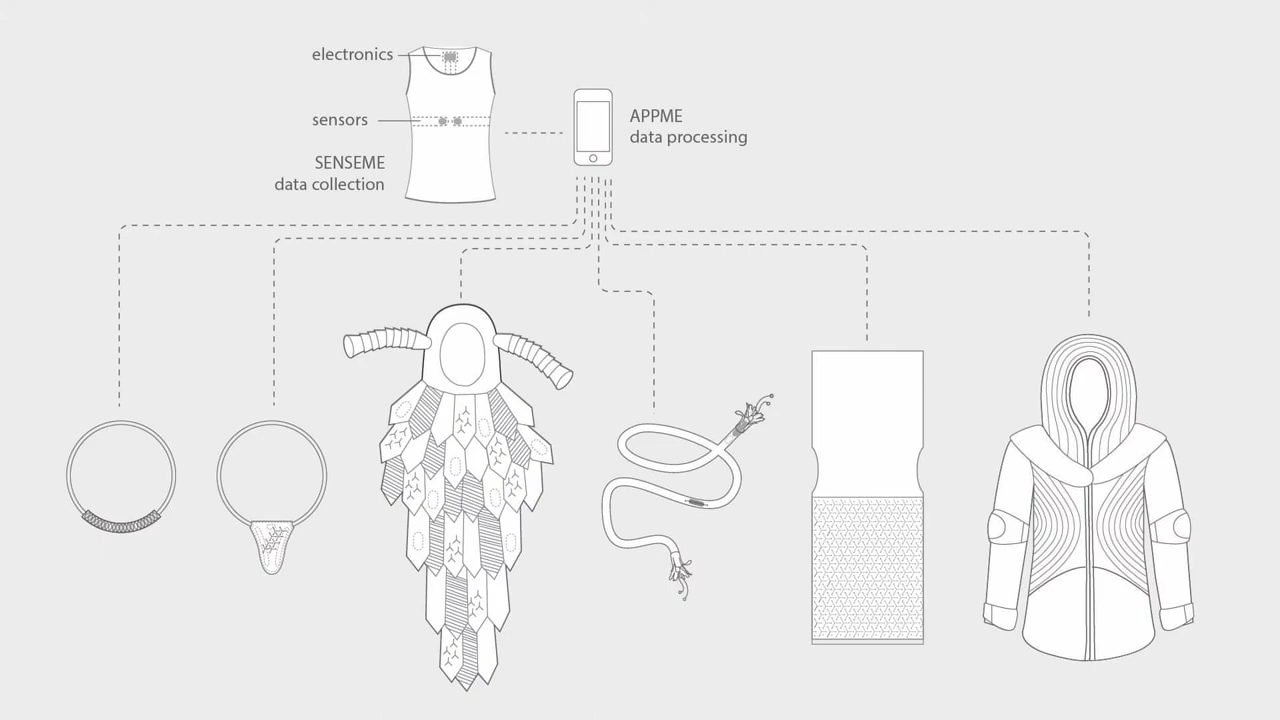 electronics
sensors
SENSEME
data collection
APPME
data processing